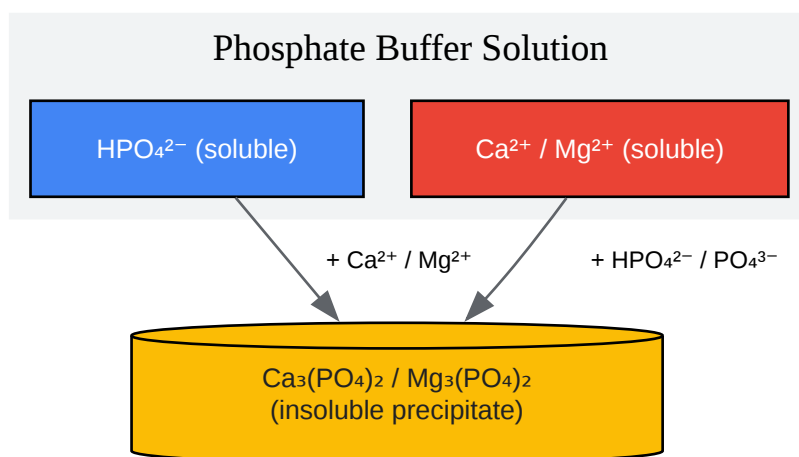 Phosphate Buffer Solution
HPO₄²⁻ (soluble)
Ca²⁺ / Mg²⁺ (soluble)
+ Ca²⁺ / Mg²⁺
+ HPO₄²⁻ / PO₄³⁻
Ca₃(PO₄)₂ / Mg₃(PO₄)₂
(insoluble precipitate)